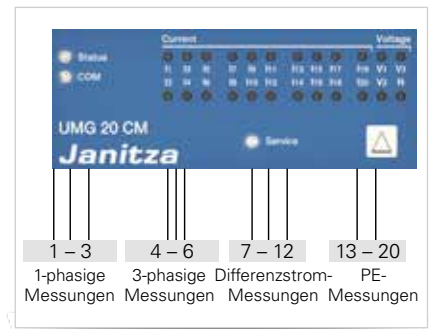 Current
Voltage
Status
COM
UMG 20 CM
Janitza
Service
1 – 3
4 – 6
7 – 12
13 – 20
1-phasige Messungen
3-phasige Messungen
Differenzstrom-Messungen
PE-Messungen